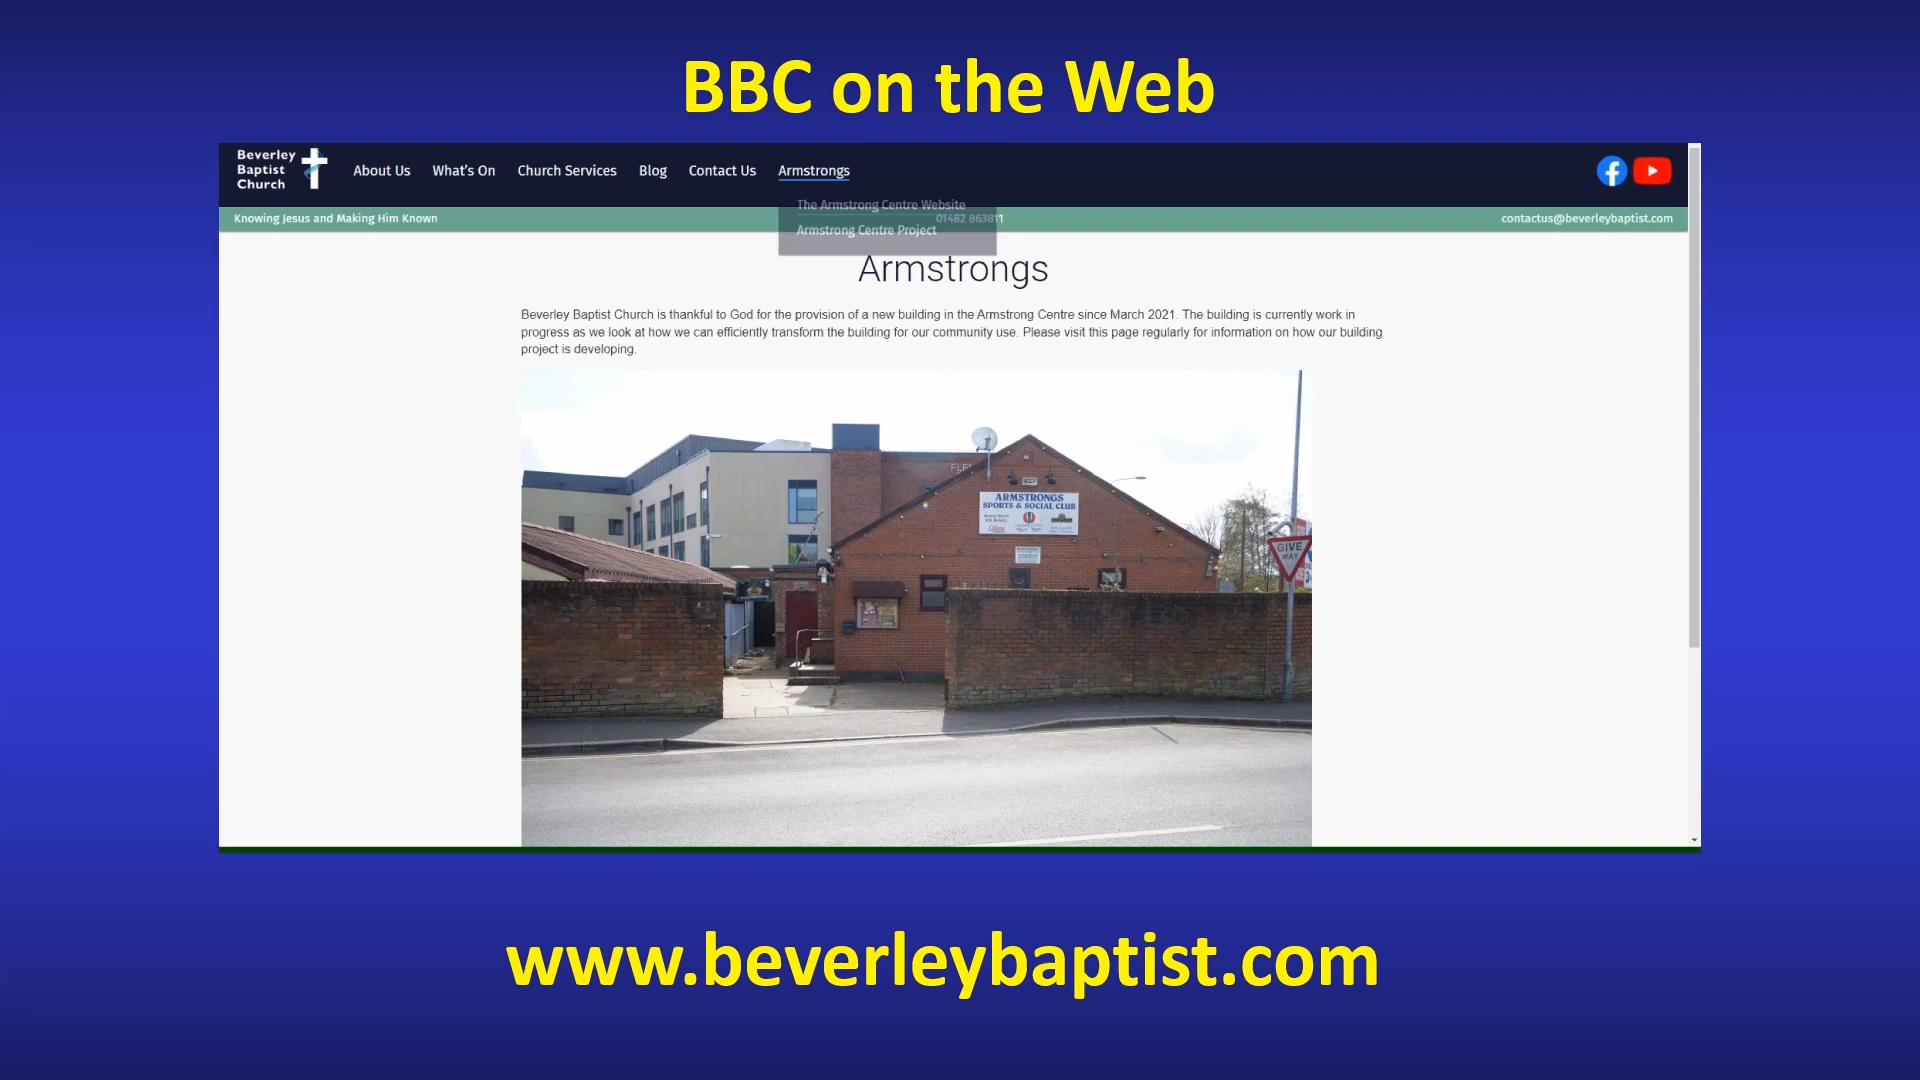 BBC on the Web
Beverley
Baptist
Church
About Us What's On Church Services Blog Contact Us Armstrongs
The Armstrong Centre Website
Knowing Jesus and Making Him Known 01482 863811 contactus@beverleybaptist.com
Armstrong Centre Project
Armstrongs
Beverley Baptist Church is thankful to God for the provision of a new building in the Armstrong Centre since March 2021. The building is currently work in
progress as we look at how we can efficiently transform the building for our community use. Please visit this page regularly for information on how our building
project is developing.
ARMSTRONGS
SPORTS & SOCIAL CLUB
GIVE
WAY
www.beverleybaptist.com